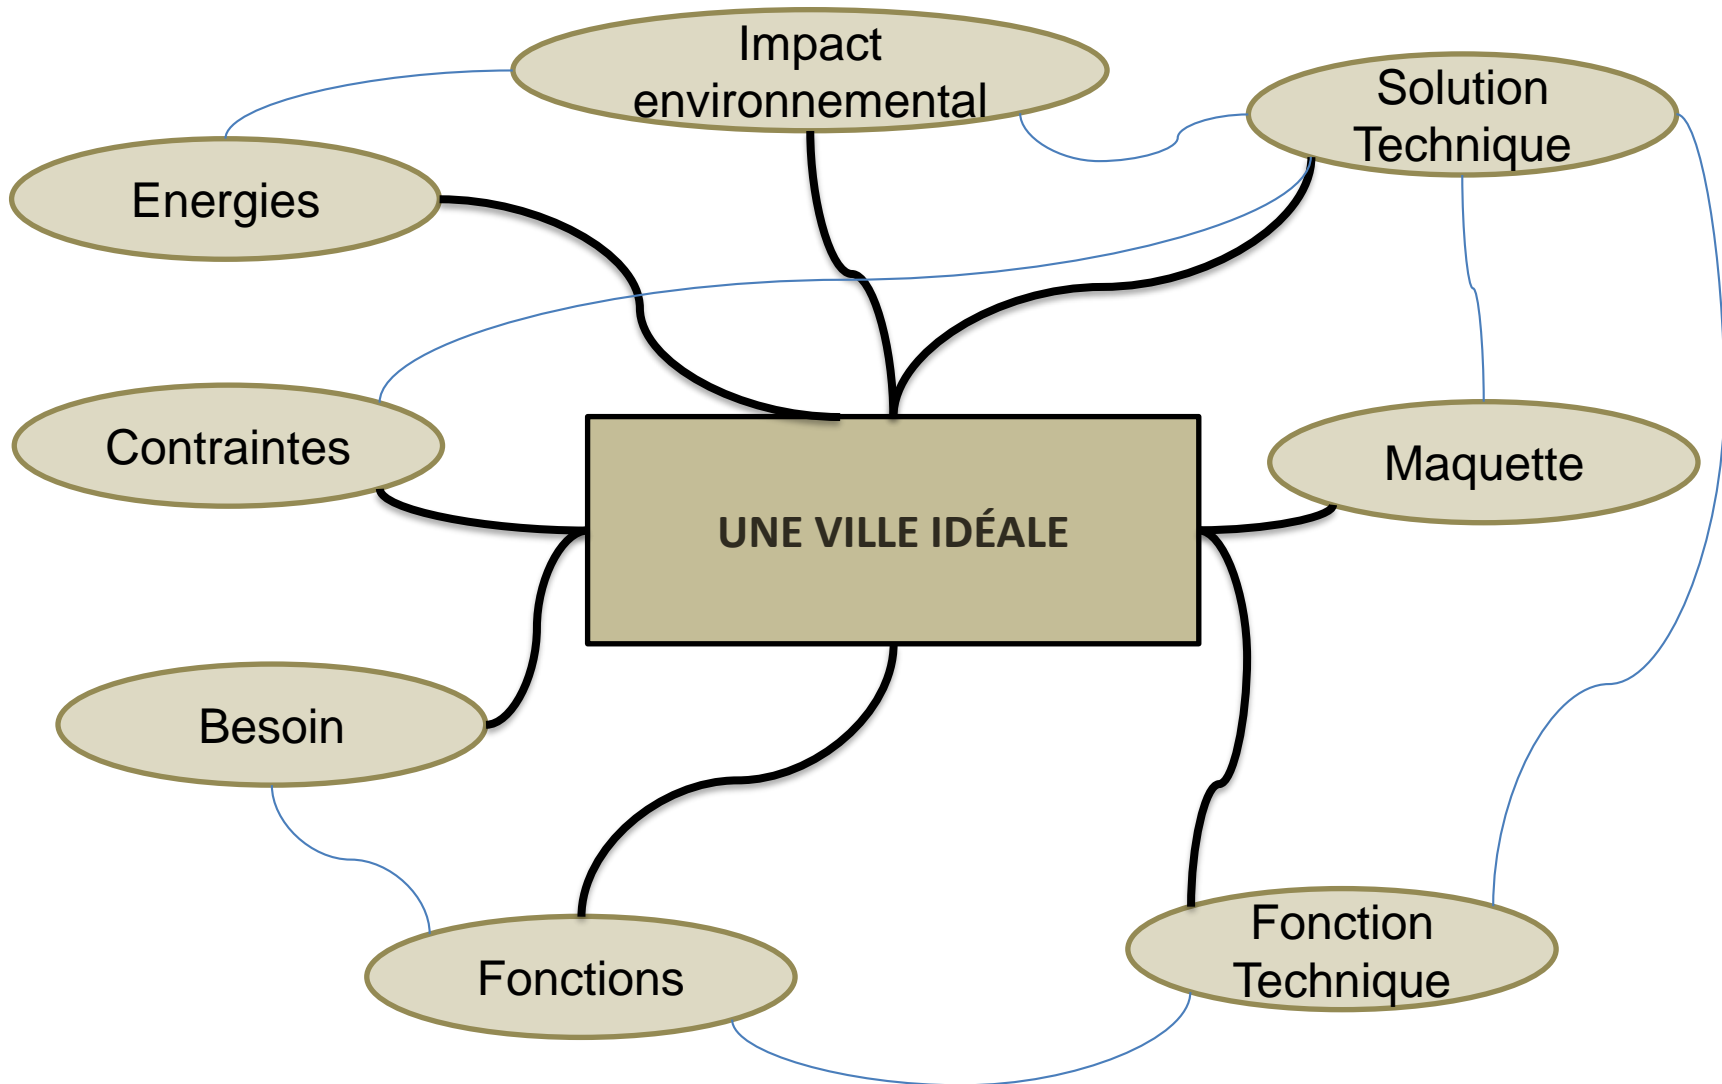 Impact
environnemental
Solution
Technique
Energies
Contraintes
Maquette
UNE VILLE IDÉALE
Besoin
Fonctions
Fonction
Technique